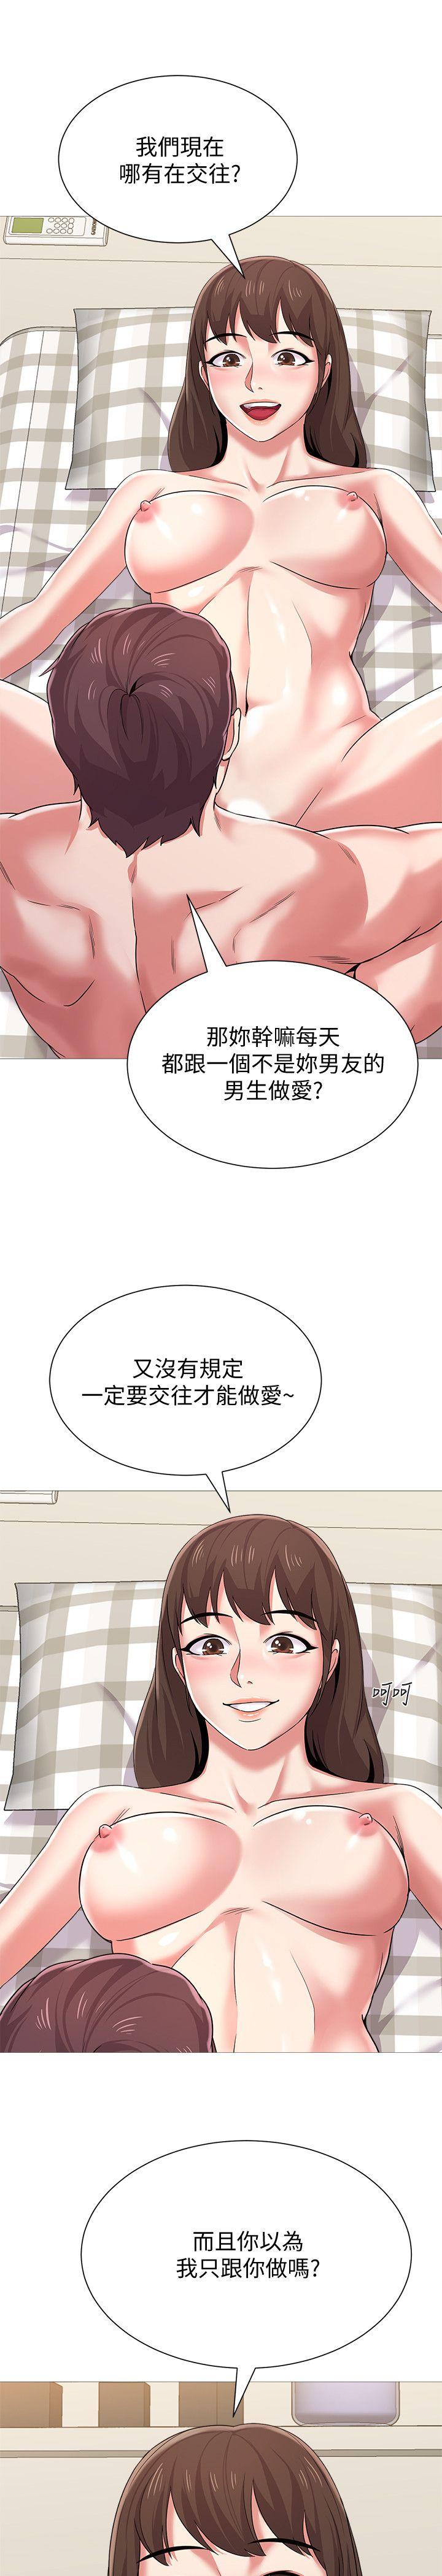 我們現在
哪有在交往?
那妳幹嘛每天
都跟一個不是妳男友的
男生做愛?
又沒有規定
一定要交往才能做愛~
呵呵
而且你以為
我只跟你做嗎?